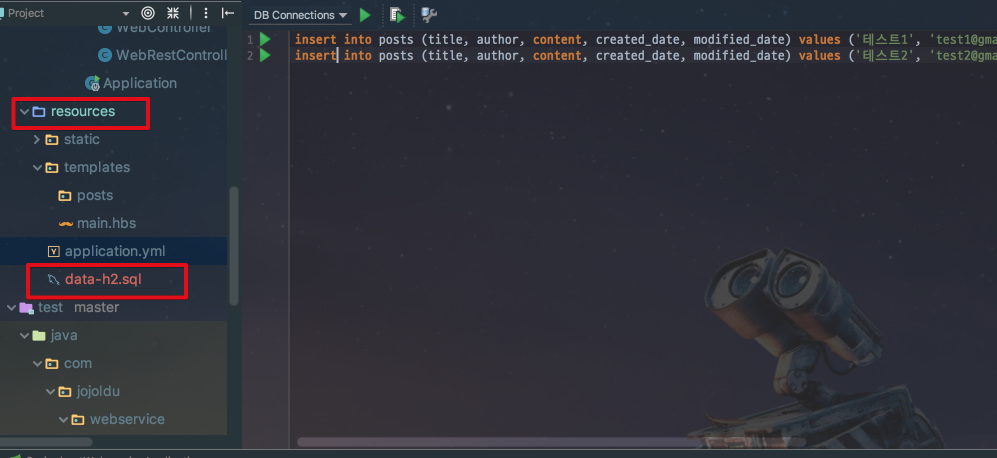 Project
DB Connections
WebController
WebRestControll
Application
resources
static
templates
posts
main.hbs
application.yml
data-h2.sql
test master
java
com
jojoldu
webservice
1 insert into posts (title, author, content, created_date, modified_date) values ('테스트1', 'test1@gma
2 insert into posts (title, author, content, created_date, modified_date) values ('테스트2', 'test2@gma